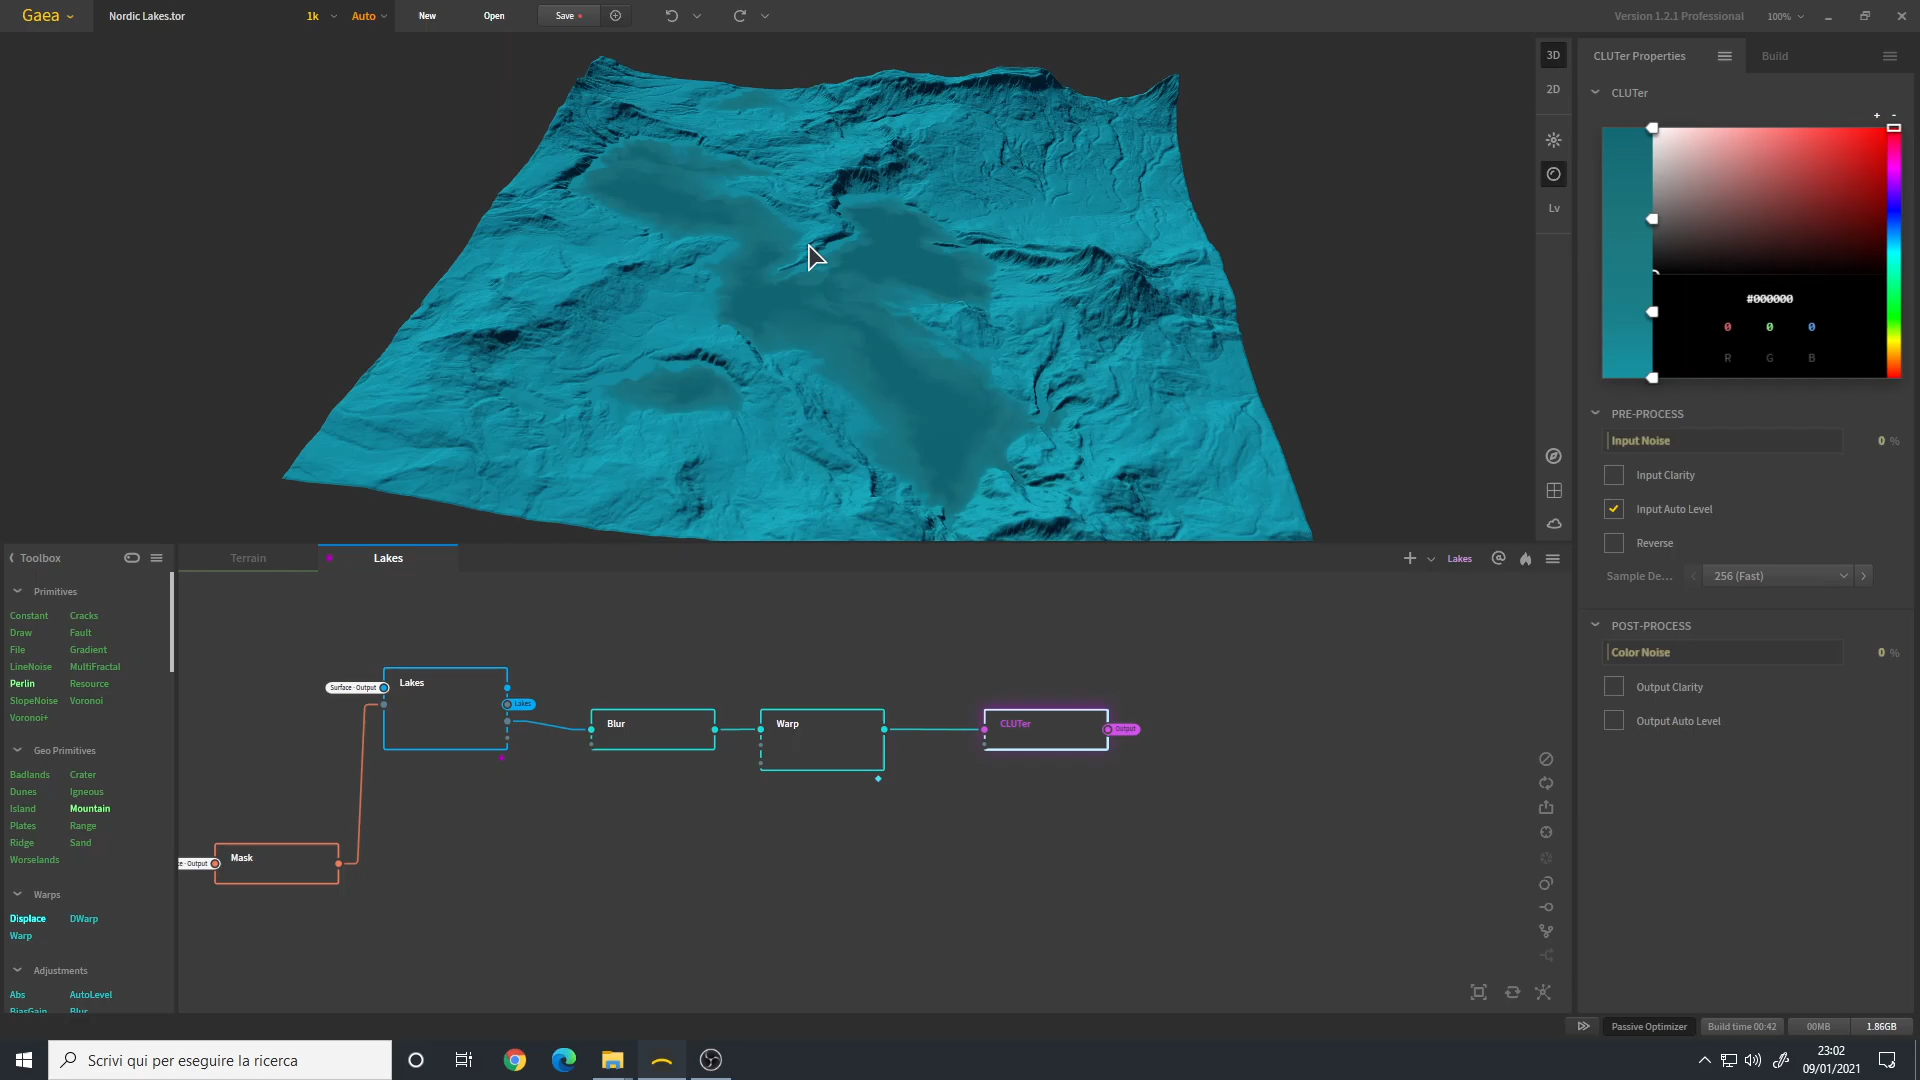 Gaea
Nordic Lakes.tor
1k
Auto
New
Open
Save
Version 1.2.1 Professional
100%
3D
2D
Lv
CLUTer Properties
Build
CLUTer
+ -
#000000
0 0 0
R G B
PRE-PROCESS
Input Noise
0 %
Input Clarity
Input Auto Level
Reverse
Sample De...
256 (Fast)
POST-PROCESS
Color Noise
0 %
Output Clarity
Output Auto Level
Toolbox
Terrain
Lakes
Lakes
Primitives
Constant Cracks
Draw Fault
File Gradient
LineNoise MultiFractal
Perlin Resource
SlopeNoise Voronoi
Voronoi+
Geo Primitives
Badlands Crater
Dunes Igneous
Island Mountain
Plates Range
Ridge Sand
Worselands
Warps
Displace DWarp
Warp
Adjustments
Abs AutoLevel
BiasGain Blur
Surface - Output
Lakes
Lakes
Blur
Warp
CLUTer
Output
ce - Output
Mask
Passive Optimizer
Build time 00:42
00MB
1.86GB
Scrivi qui per eseguire la ricerca
23:02
09/01/2021